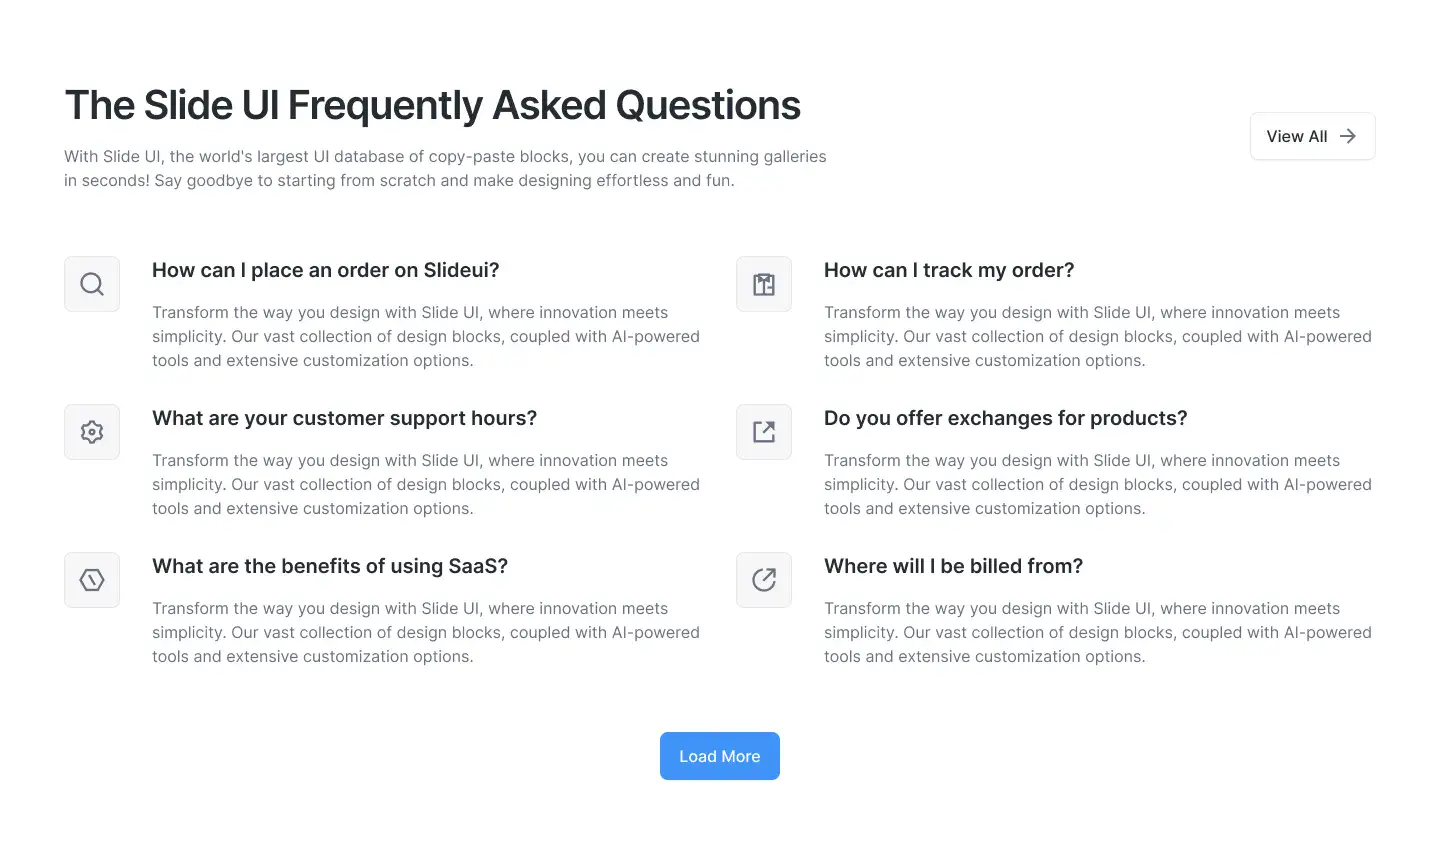 The Slide UI Frequently Asked Questions
With Slide UI, the world's largest UI database of copy-paste blocks, you can create stunning galleries
in seconds! Say goodbye to starting from scratch and make designing effortless and fun.
View All
How can I place an order on Slideui?
Transform the way you design with Slide UI, where innovation meets
simplicity. Our vast collection of design blocks, coupled with AI-powered
tools and extensive customization options.
How can I track my order?
Transform the way you design with Slide UI, where innovation meets
simplicity. Our vast collection of design blocks, coupled with AI-powered
tools and extensive customization options.
What are your customer support hours?
Transform the way you design with Slide UI, where innovation meets
simplicity. Our vast collection of design blocks, coupled with AI-powered
tools and extensive customization options.
Do you offer exchanges for products?
Transform the way you design with Slide UI, where innovation meets
simplicity. Our vast collection of design blocks, coupled with AI-powered
tools and extensive customization options.
What are the benefits of using SaaS?
Transform the way you design with Slide UI, where innovation meets
simplicity. Our vast collection of design blocks, coupled with AI-powered
tools and extensive customization options.
Where will I be billed from?
Transform the way you design with Slide UI, where innovation meets
simplicity. Our vast collection of design blocks, coupled with AI-powered
tools and extensive customization options.
Load More